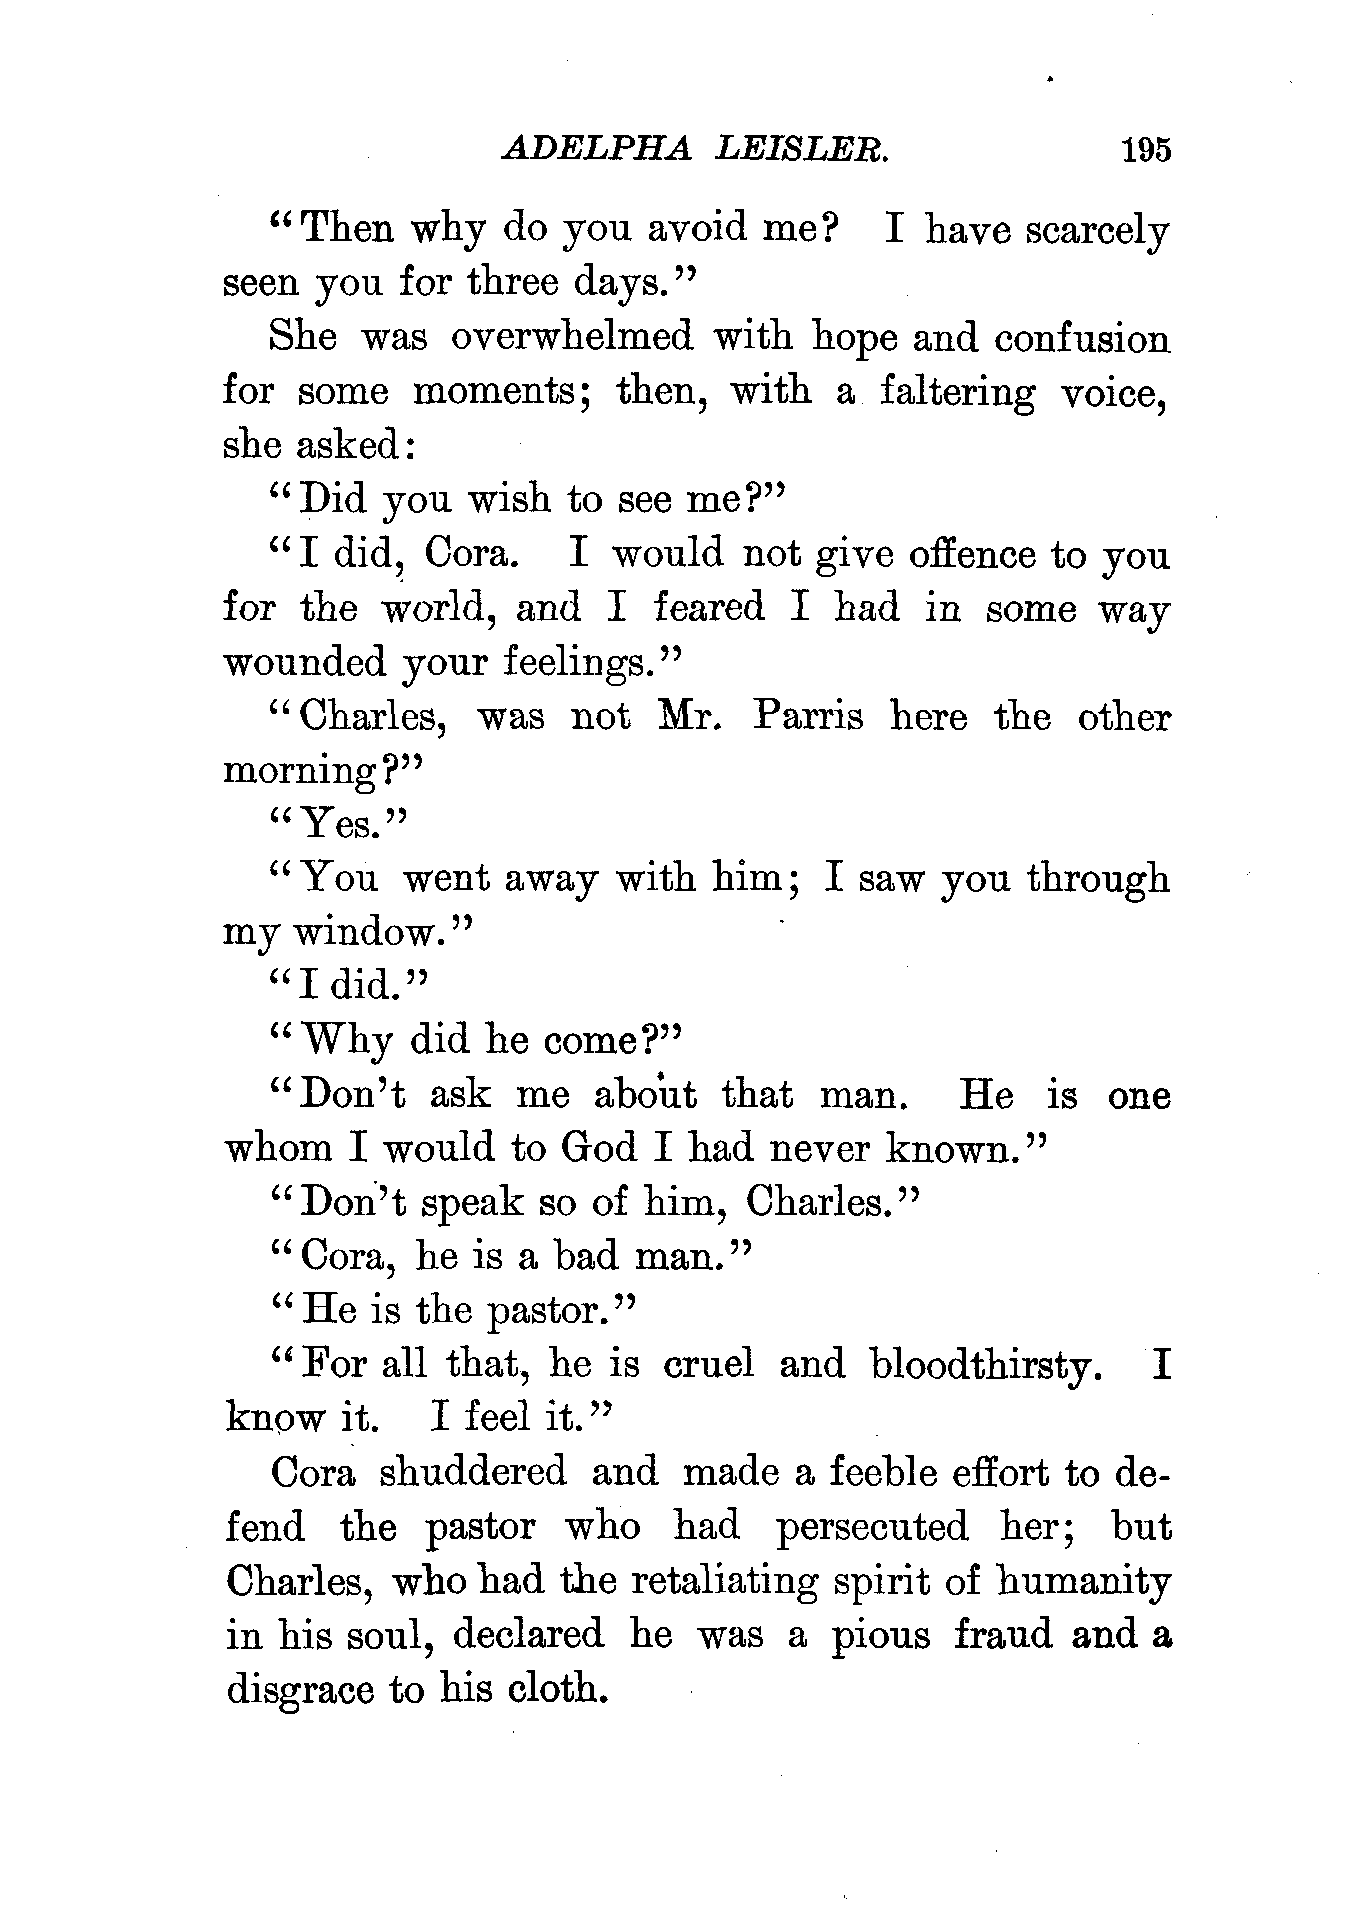 ADELPHA LEISLER. 195
"Then why do you avoid me? I have scarcely
seen you for three days."
She was overwhelmed with hope and confusion
for some moments; then, with a faltering voice,
she asked:
"Did you wish to see me?"
"I did, Cora. I would not give offence to you
for the world, and I feared I had in some way
wounded your feelings."
"Charles, was not Mr. Parris here the other
morning?"
"Yes."
"You went away with him; I saw you through
my window."
"I did."
"Why did he come?"
"Don't ask me about that man. He is one
whom I would to God I had never known."
"Don't speak so of him, Charles."
"Cora, he is a bad man."
"He is the pastor."
"For all that, he is cruel and bloodthirsty. I
know it. I feel it."
Cora shuddered and made a feeble effort to de-
fend the pastor who had persecuted her; but
Charles, who had the retaliating spirit of humanity
in his soul, declared he was a pious fraud and a
disgrace to his cloth.